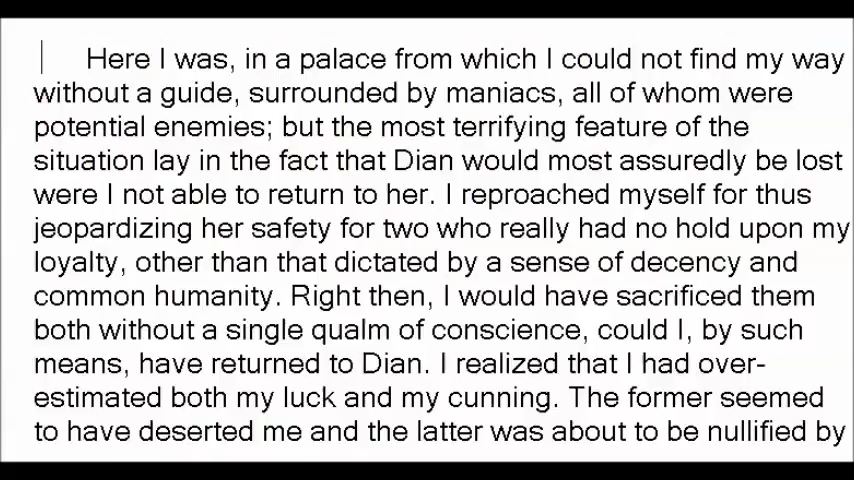 Here I was, in a palace from which I could not find my way
without a guide, surrounded by maniacs, all of whom were
potential enemies; but the most terrifying feature of the
situation lay in the fact that Dian would most assuredly be lost
were I not able to return to her. I reproached myself for thus
jeopardizing her safety for two who really had no hold upon my
loyalty, other than that dictated by a sense of decency and
common humanity. Right then, I would have sacrificed them
both without a single qualm of conscience, could I, by such
means, have returned to Dian. I realized that I had over-
estimated both my luck and my cunning. The former seemed
to have deserted me and the latter was about to be nullified by